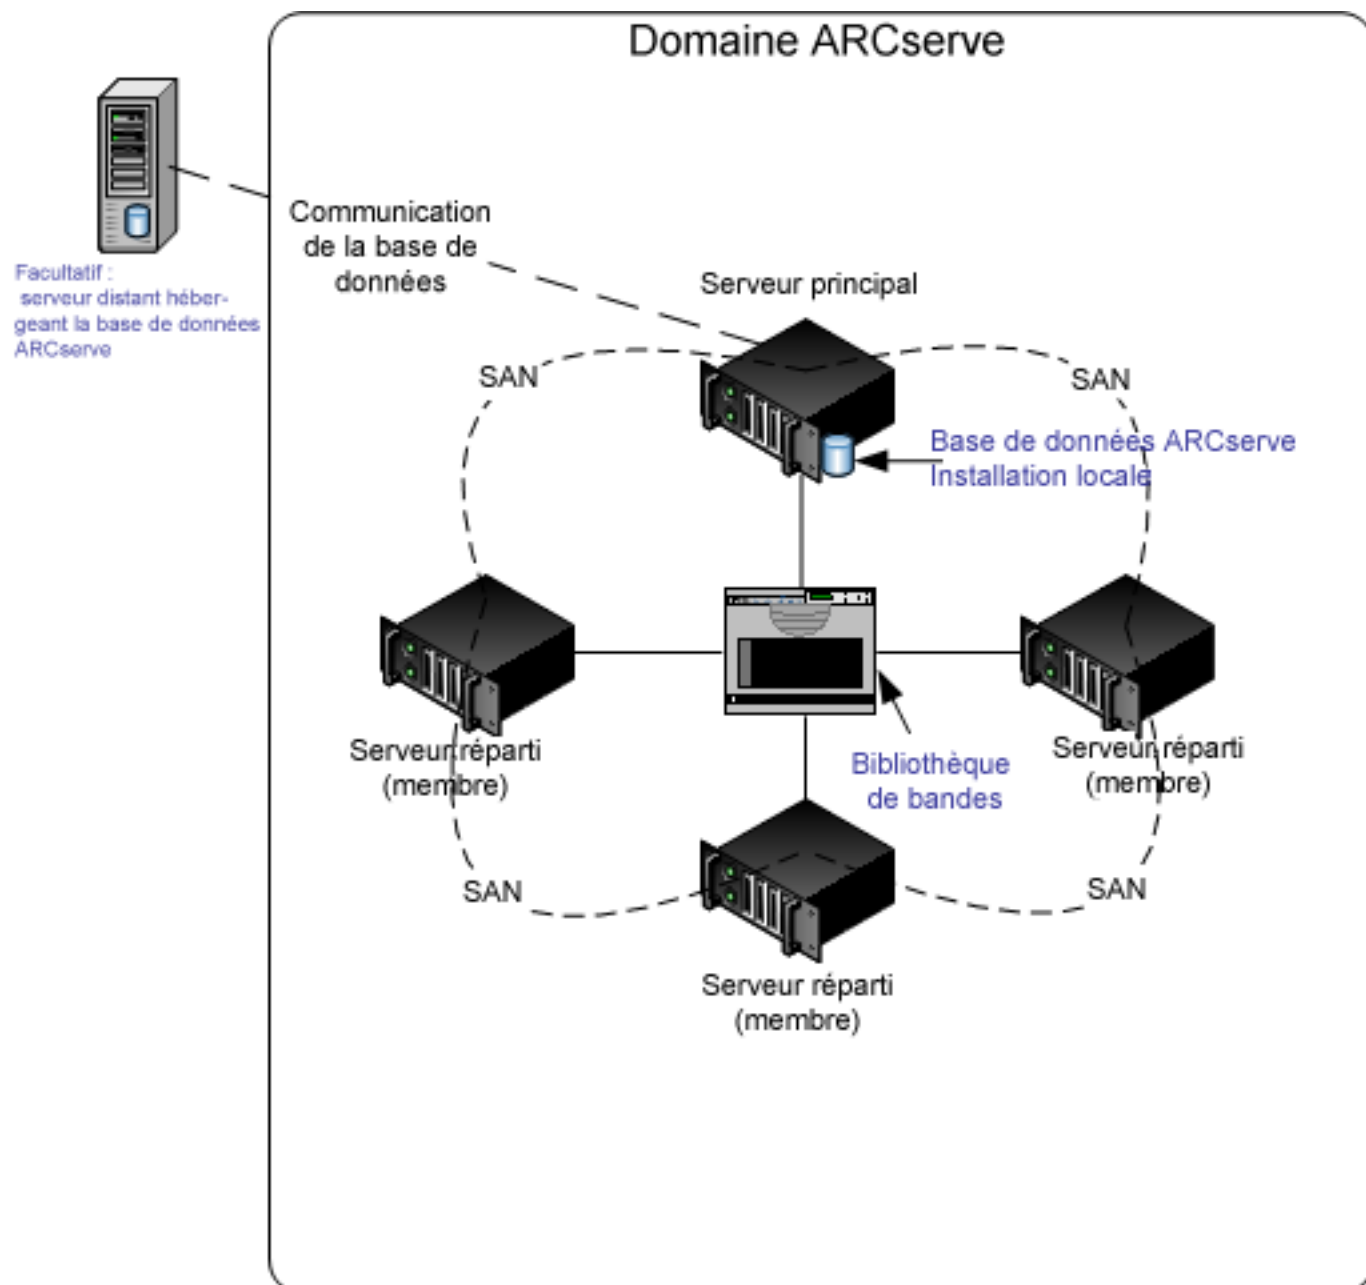 Domaine ARCserve
Communication
de la base de
données
Facultatif :
serveur distant héber-
geant la base de données
ARCserve
Serveur principal
SAN
SAN
Base de données ARCserve
Installation locale
Serveur réparti
(membre)
Bibliothèque
de bandes
Serveur réparti
(membre)
SAN
SAN
Serveur réparti
(membre)